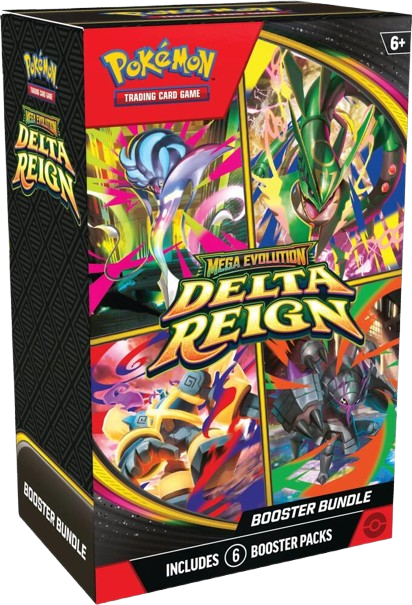 POKÉMON
TRADING CARD GAME
MEGA EVOLUTION
DELTA
REIGN
BOOSTER BUNDLE
POKÉMON
TRADING CARD GAME
6+
MEGA EVOLUTION
DELTA
REIGN
BOOSTER BUNDLE
INCLUDES 6 BOOSTER PACKS